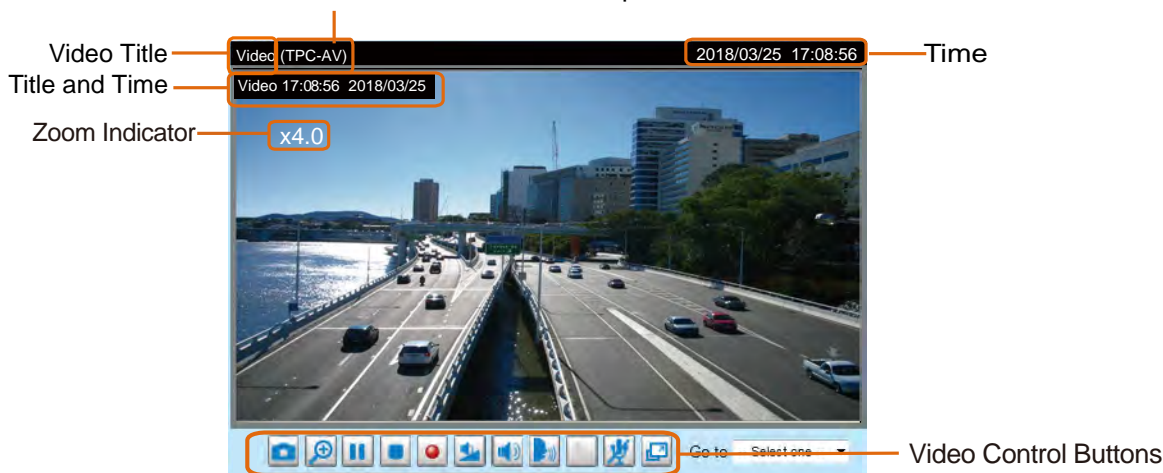 Video Title
Video (TPC-AV)
2018/03/25 17:08:56
Time
Title and Time
Video 17:08:56 2018/03/25
Zoom Indicator
x4.0
Go to
Select one
Video Control Buttons